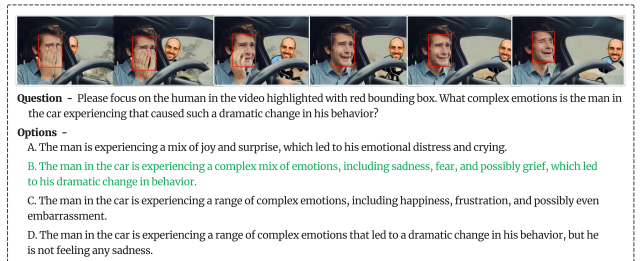 Question - Please focus on the human in the video highlighted with red bounding box. What complex emotions is the man in
the car experiencing that caused such a dramatic change in his behavior?
Options -
A. The man is experiencing a mix of joy and surprise, which led to his emotional distress and crying.
B. The man in the car is experiencing a complex mix of emotions, including sadness, fear, and possibly grief, which led
to his dramatic change in behavior.
C. The man in the car is experiencing a range of complex emotions, including happiness, frustration, and possibly even
embarrassment.
D. The man in the car is experiencing a range of complex emotions that led to a dramatic change in his behavior, but he
is not feeling any sadness.